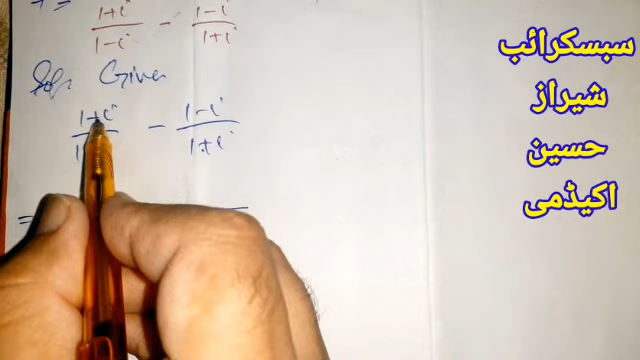 1+i / 1-i - 1-i / 1+i
Sol: Given
1+i / 1 - 1-i / 1+i
=
سبسکرائب
شیراز
حسین
اکیڈمی